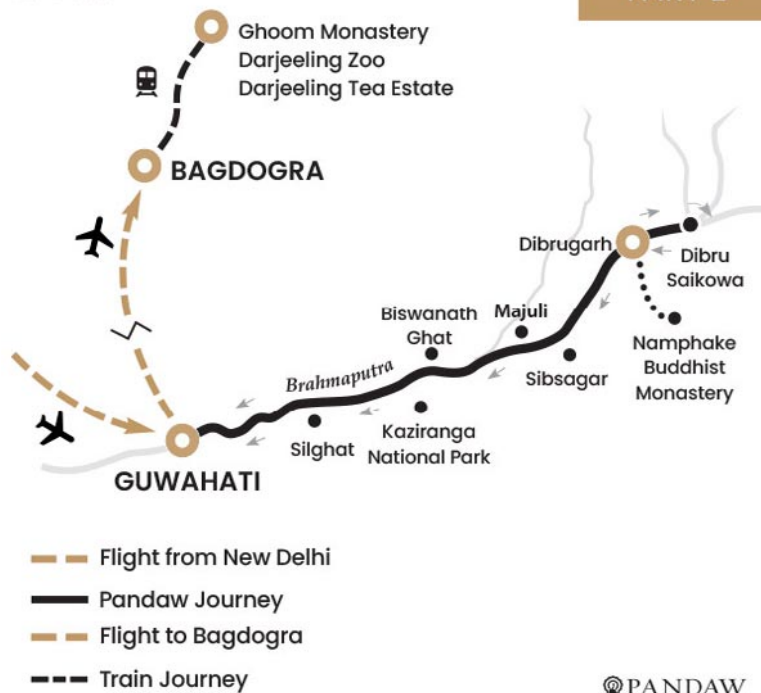 Ghoom Monastery
Darjeeling Zoo
Darjeeling Tea Estate
BAGDOGRA
Dibrugarh
Dibru
Saikowa
Biswanath
Ghat
Majuli
Namphake
Buddhist
Monastery
Brahmaputra
Sibsagar
Silghat
Kaziranga
National Park
GUWAHATI
Flight from New Delhi
Pandaw Journey
Flight to Bagdogra
Train Journey
PANDAW